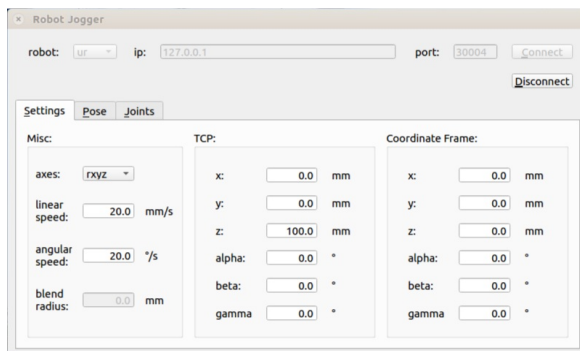 × Robot Jogger
robot: ur ip: 127.0.0.1 port: 30004 Connect
Disconnect
Settings Pose Joints
Misc: TCP: Coordinate Frame:
axes: rxyz x: 0.0 mm x: 0.0 mm
linear speed: 20.0 mm/s y: 0.0 mm y: 0.0 mm
z: 100.0 mm z: 0.0 mm
angular speed: 20.0 °/s alpha: 0.0 ° alpha: 0.0 °
beta: 0.0 ° beta: 0.0 °
blend radius: 0.0 mm gamma 0.0 ° gamma 0.0 °